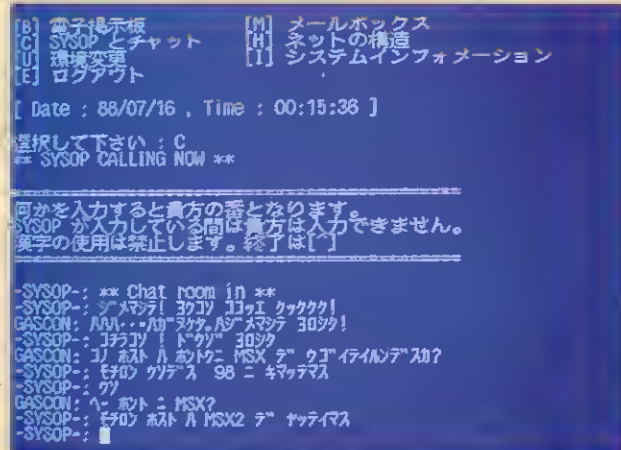 [B] 電子掲示板 [M] メールボックス
[C] SYSOP とチャット [H] ネットの構造
[U] 環境変更 [I] システムインフォメーション
[E] ログアウト
[ Date : 88/07/16 , Time : 00:15:36 ]
選択して下さい : C
** SYSOP CALLING NOW **
何かを入力すると貴方の番となります。
SYSOP が入力している間は貴方は入力できません。
漢字の使用は禁止します。終了は[^]
-SYSOP-: ** Chat room in **
-SYSOP-: ジメマシテ! ヨウコソ ココッエ クックククク!
GASCON: ハハハ・・・ハガヌケタ。ハジメマシテ ヨロシク!
-SYSOP-: コチラコソ ! ドウゾ ヨロシク
GASCON: コノ ホスト ハ ホントウニ MSX デ ウゴイテイルンデスカ?
-SYSOP-: モチロン ウソデス 98 ニ キマッテマス
-SYSOP-: ウソ
GASCON: ヘー ホント ニ MSX?
-SYSOP-: モチロン ホスト ハ MSX2 デ ヤッテイマス
-SYSOP-: